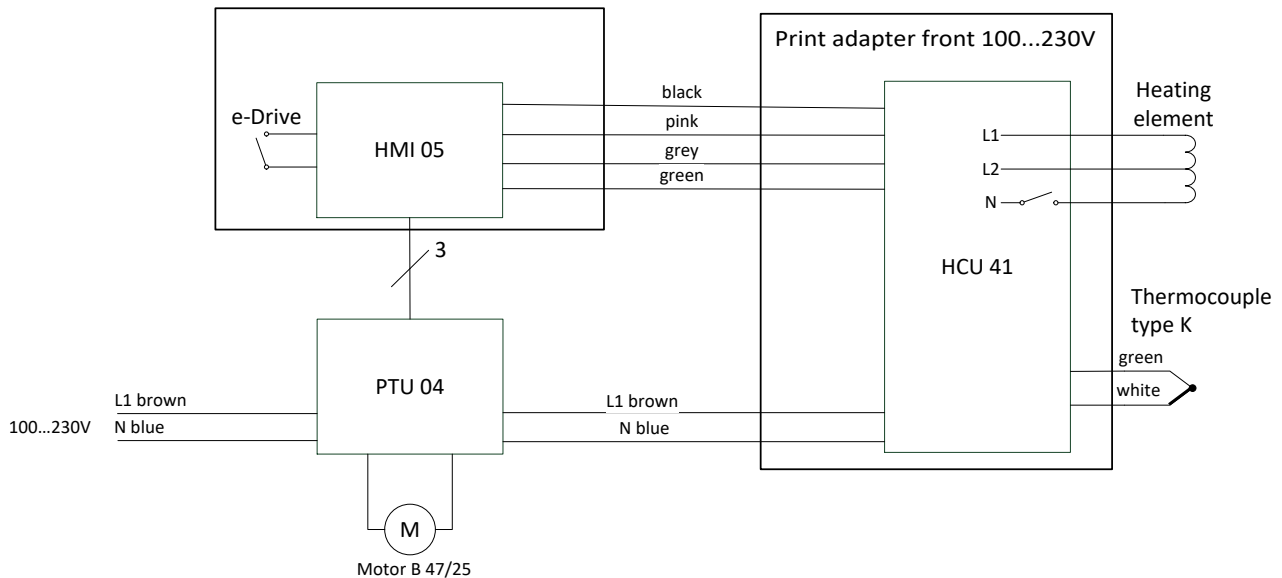 Print adapter front 100...230V
black
Heating
element
e-Drive
pink
HMI 05
L1
grey
L2
green
N
3
HCU 41
Thermocouple
type K
green
PTU 04
white
L1 brown
L1 brown
100...230V
N blue
N blue
M
Motor B 47/25